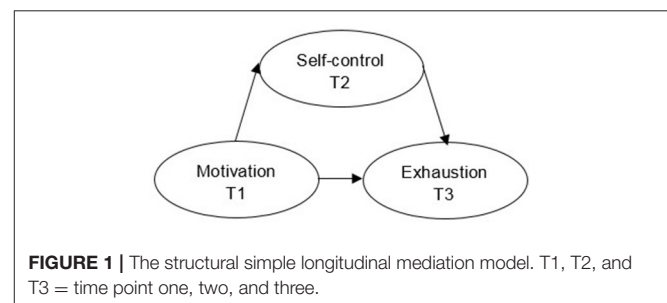 Self-control
T2
Motivation
T1
Exhaustion
T3
FIGURE 1 | The structural simple longitudinal mediation model. T1, T2, and
T3 = time point one, two, and three.